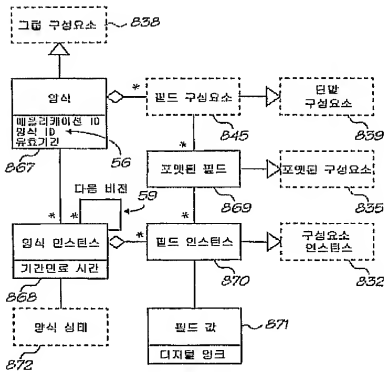 그룹 구성요소
838
양식
*
필드 구성요소
단말
구성요소
애플리케이션 ID
양식 ID
유효기간
56
845
839
867
*
다음 버전
59
포맷된 필드
포맷된 구성요소
869
835
*
*
*
양식 인스턴스
*
필드 인스턴스
구성요소
인스턴스
기간만료 시간
868
870
832
양식 상태
필드 값
871
872
디지털 잉크